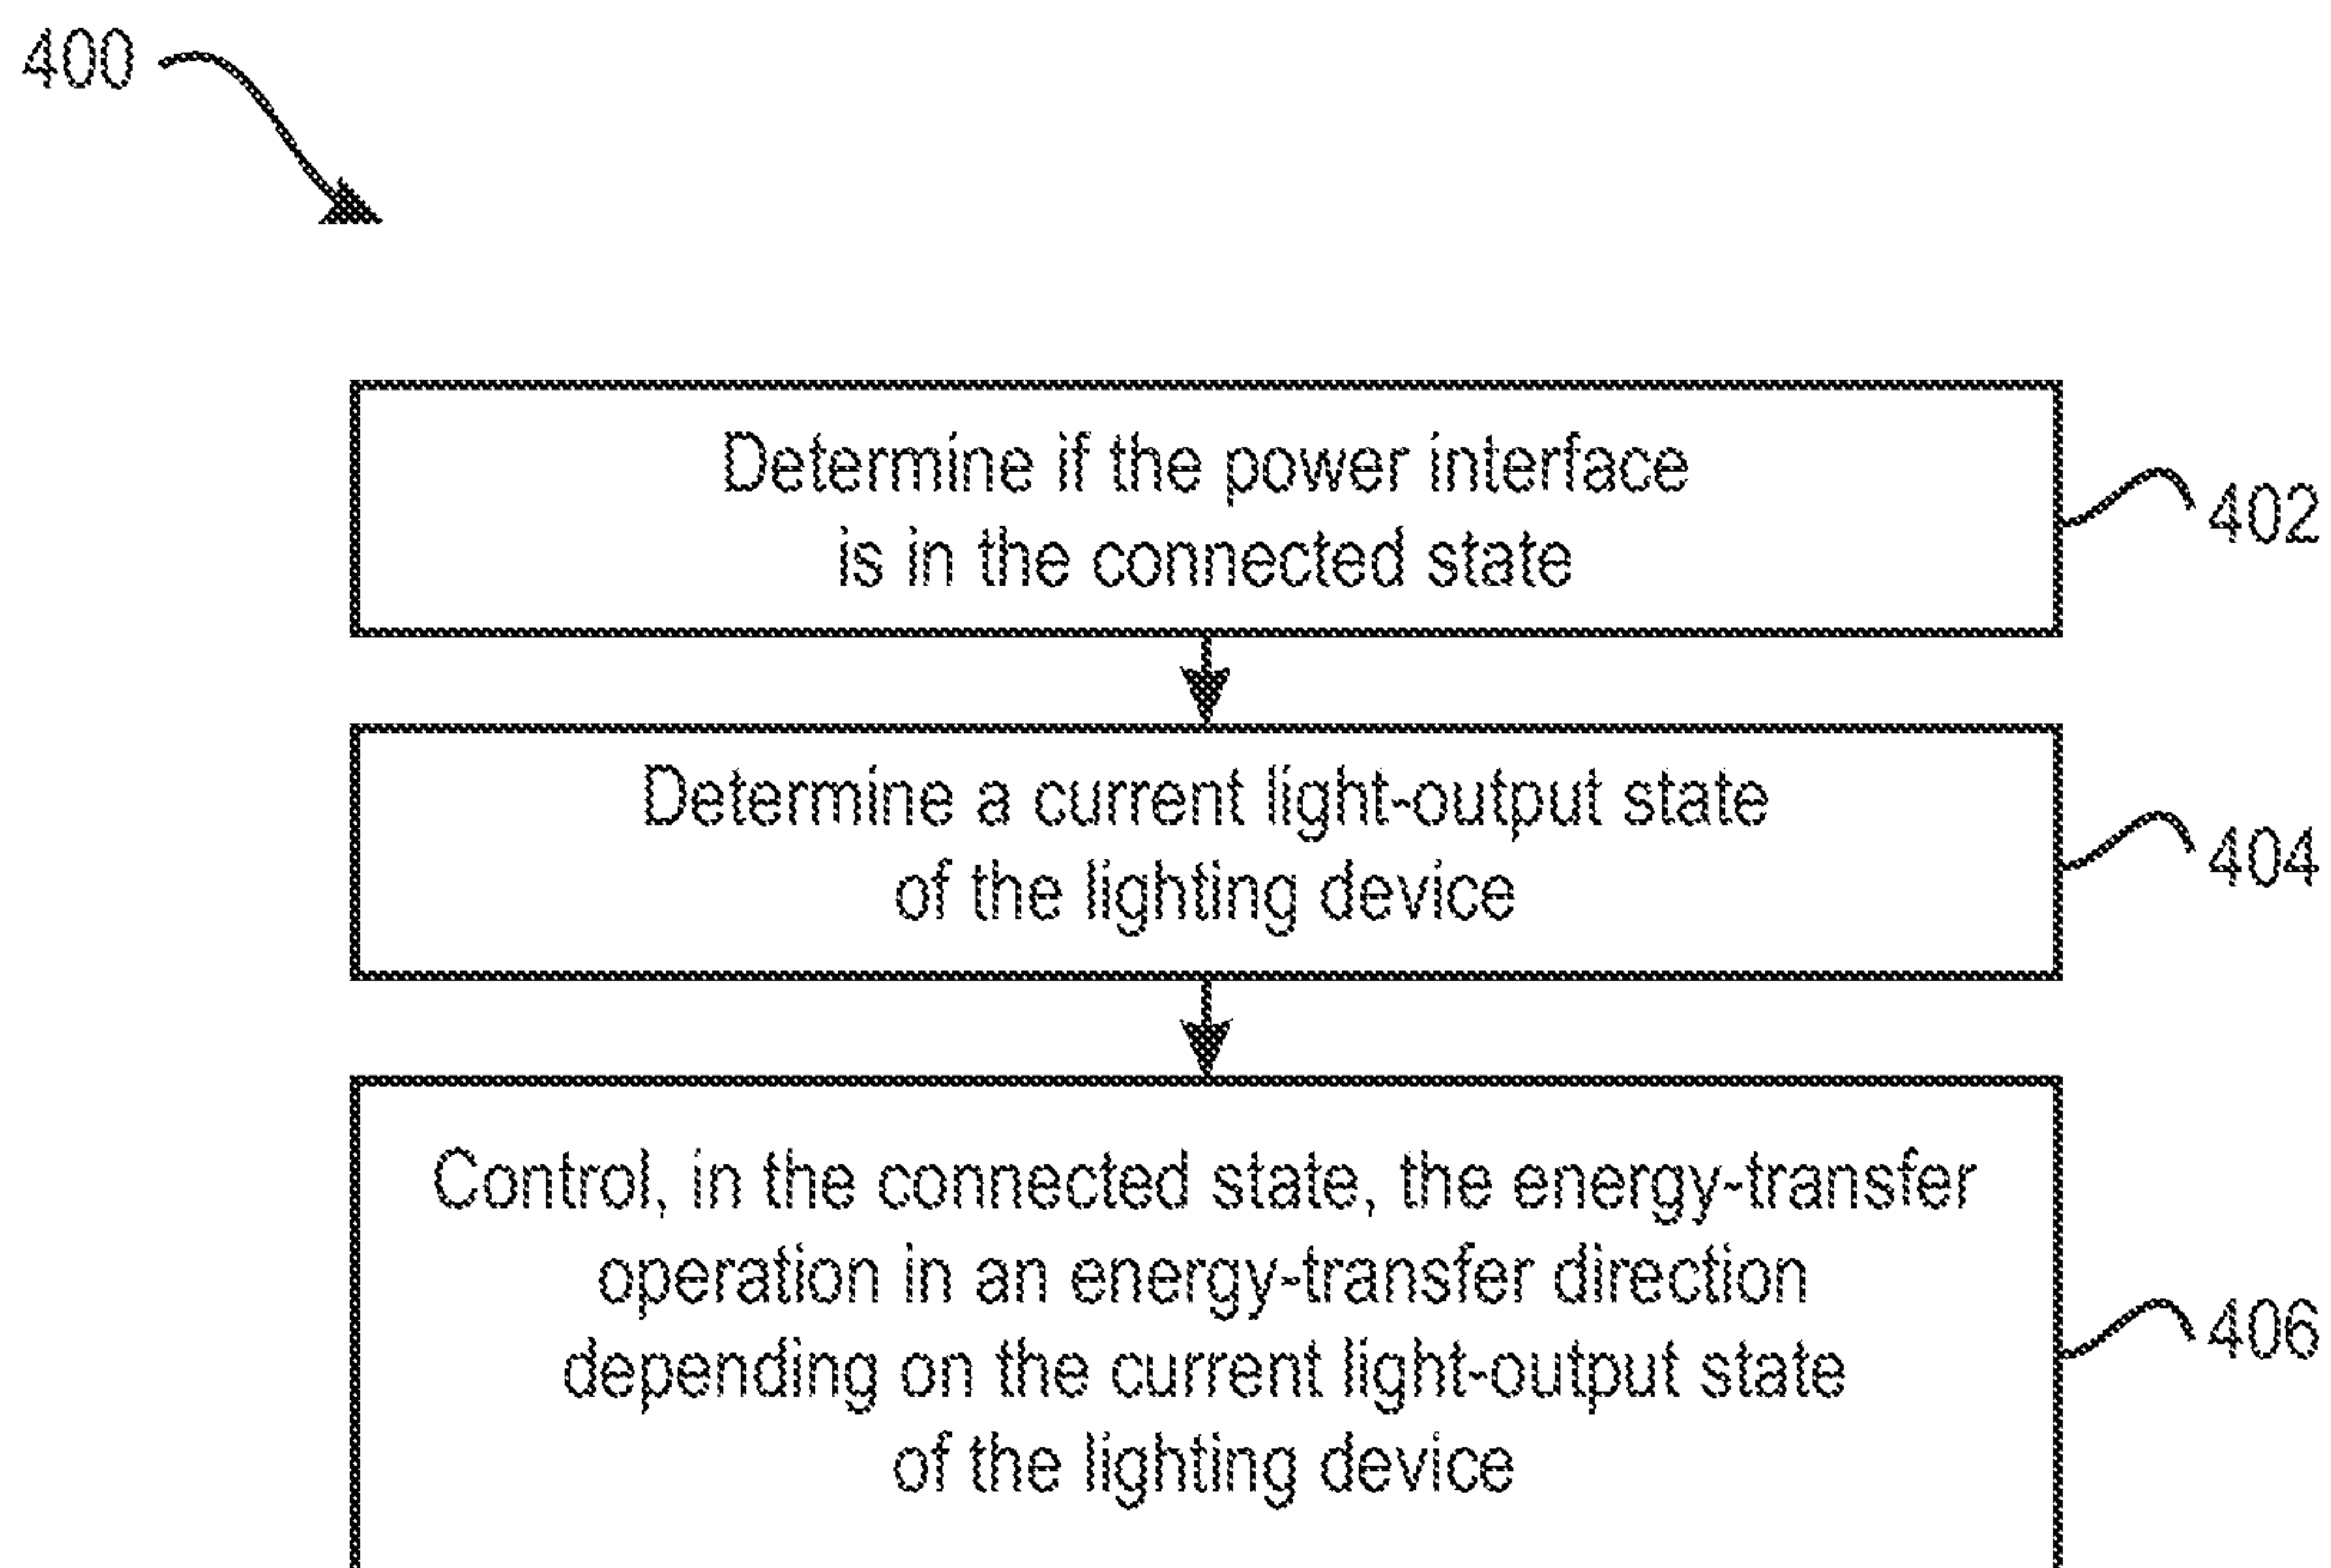 400
Determine if the power interface
is in the connected state
402
Determine a current light-output state
of the lighting device
404
Control, in the connected state, the energy-transfer
operation in an energy-transfer direction
depending on the current light-output state
of the lighting device
406